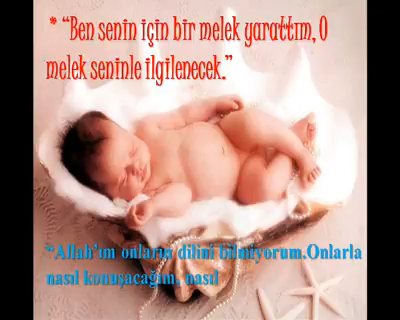 * “Ben senin için bir melek yarattım, O
melek seninle ilgilenecek.”
“Allah’ım onların dilini bilmiyorum.Onlarla
nasıl konuşacağım, nasıl